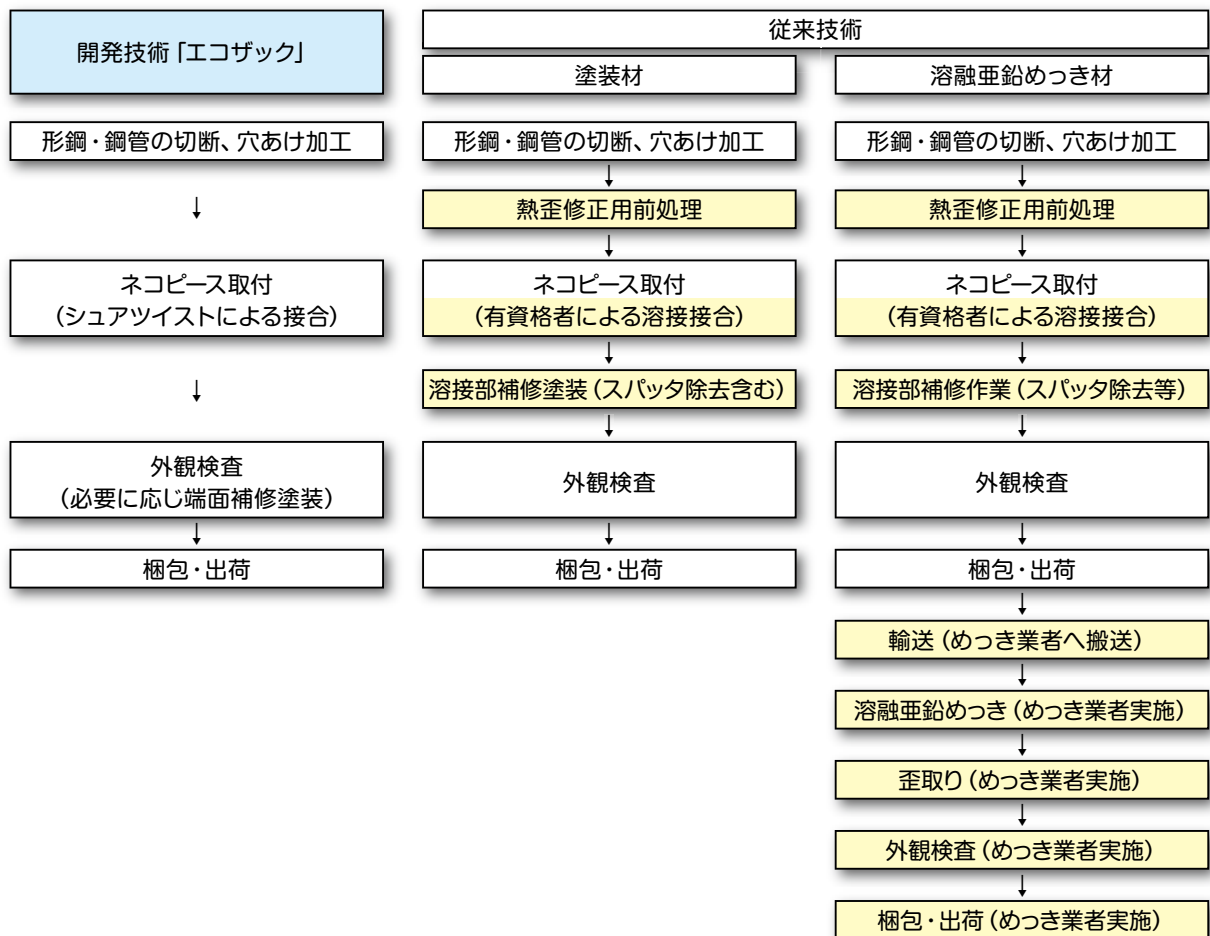 開発技術「エコザック」
形鋼・鋼管の切断、穴あけ加工
↓
ネコピース取付
(シュアツイストによる接合)
↓
外観検査
(必要に応じ端面補修塗装)
↓
梱包・出荷
従来技術
塗装材
形鋼・鋼管の切断、穴あけ加工
↓
熱歪修正用前処理
↓
ネコピース取付
(有資格者による溶接接合)
↓
溶接部補修塗装(スパッタ除去含む)
↓
外観検査
↓
梱包・出荷
溶融亜鉛めっき材
形鋼・鋼管の切断、穴あけ加工
↓
熱歪修正用前処理
↓
ネコピース取付
(有資格者による溶接接合)
↓
溶接部補修作業(スパッタ除去等)
↓
外観検査
↓
梱包・出荷
↓
輸送(めっき業者へ搬送)
↓
溶融亜鉛めっき(めっき業者実施)
↓
歪取り(めっき業者実施)
↓
外観検査(めっき業者実施)
↓
梱包・出荷(めっき業者実施)